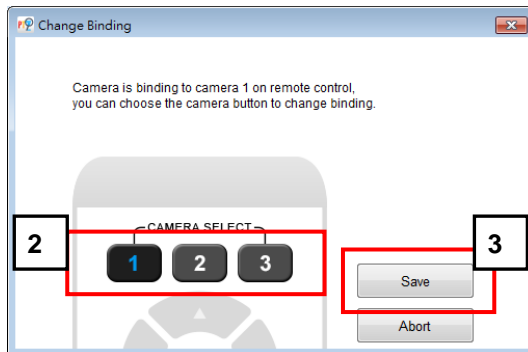 Change Binding
Camera is binding to camera 1 on remote control,
you can choose the camera button to change binding.
2
CAMERA SELECT
3
1 2 3
Save
Abort